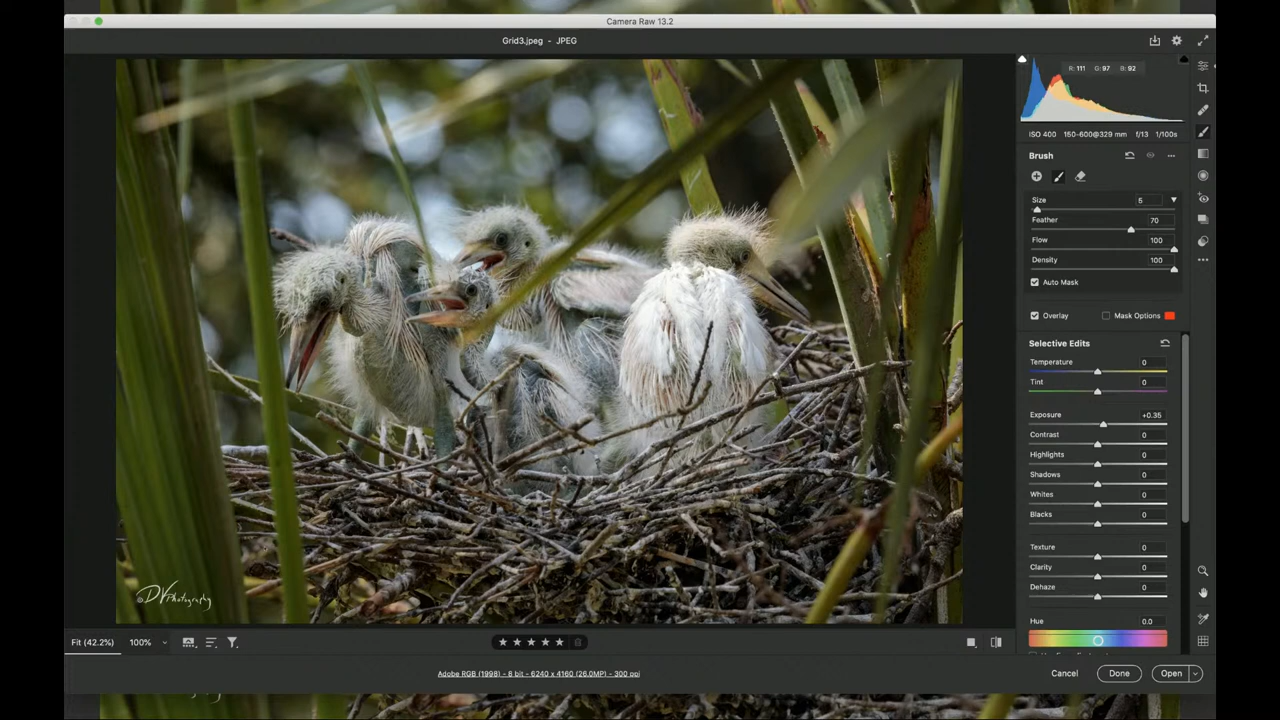 Camera Raw 13.2
Grid3.jpeg - JPEG
R: 111 G: 97 B: 92
ISO 400 150-600@329 mm f/13 1/100s
Brush
Size 5
Feather 70
Flow 100
Density 100
Auto Mask
Overlay Mask Options
Selective Edits
Temperature 0
Tint 0
Exposure +0.35
Contrast 0
Highlights 0
Shadows 0
Whites 0
Blacks 0
Texture 0
Clarity 0
Dehaze 0
Hue 0.0
©DVPhotography
Fit (42.2%) 100%
Adobe RGB (1998) - 8 bit - 6240 x 4160 (26.0MP) - 300 ppi
Cancel Done Open